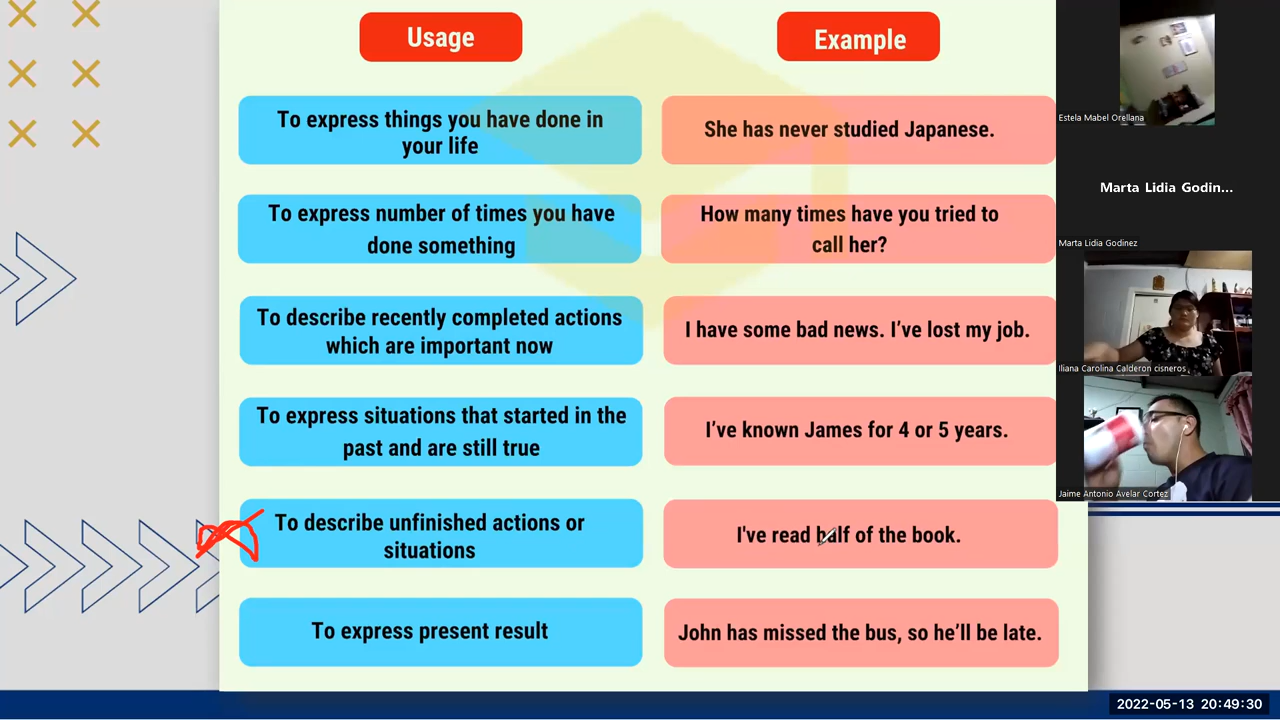 Usage
Example
To express things you have done in
your life
She has never studied Japanese.
To express number of times you have
done something
How many times have you tried to
call her?
To describe recently completed actions
which are important now
I have some bad news. I've lost my job.
To express situations that started in the
past and are still true
I've known James for 4 or 5 years.
To describe unfinished actions or
situations
I've read half of the book.
To express present result
John has missed the bus, so he'll be late.
Estela Mabel Orellana
Marta Lidia Godin...
Marta Lidia Godinez
Iliana Carolina Calderon cisneros
Jaime Antonio Avelar Cortez
2022-05-13 20:49:30